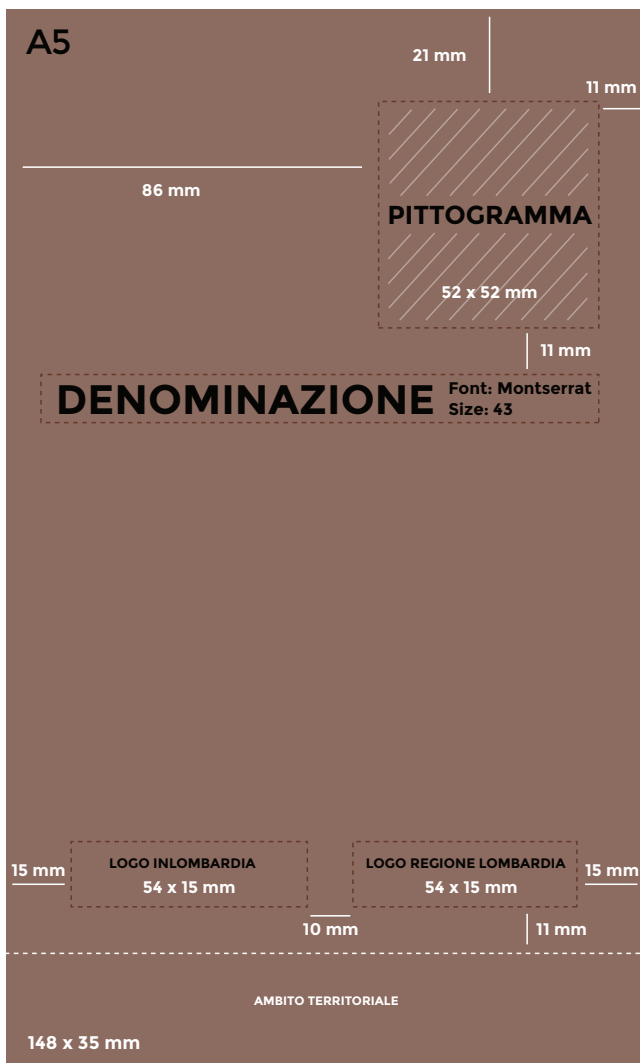 A5
21 mm
11 mm
86 mm
PITTOGRAMMA
52 x 52 mm
11 mm
DENOMINAZIONE
Font: Montserrat
Size: 43
LOGO INLOMBARDIA
54 x 15 mm
LOGO REGIONE LOMBARDIA
54 x 15 mm
15 mm
15 mm
10 mm
11 mm
AMBITO TERRITORIALE
148 x 35 mm